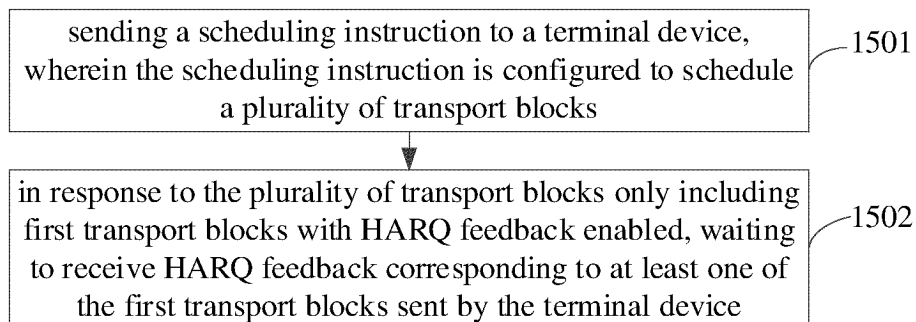 sending a scheduling instruction to a terminal device,
wherein the scheduling instruction is configured to schedule
a plurality of transport blocks
1501
in response to the plurality of transport blocks only including
first transport blocks with HARQ feedback enabled, waiting
to receive HARQ feedback corresponding to at least one of
the first transport blocks sent by the terminal device
1502